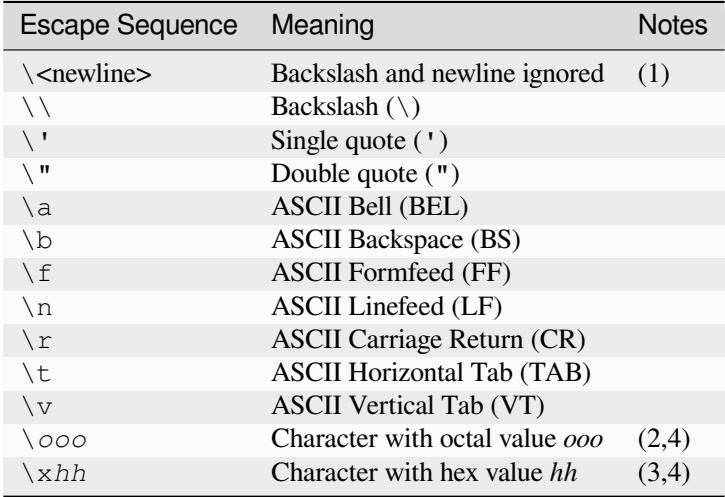 Escape Sequence Meaning Notes
\<newline> Backslash and newline ignored (1)
\\ Backslash (\)
\' Single quote (')
\" Double quote (")
\a ASCII Bell (BEL)
\b ASCII Backspace (BS)
\f ASCII Formfeed (FF)
\n ASCII Linefeed (LF)
\r ASCII Carriage Return (CR)
\t ASCII Horizontal Tab (TAB)
\v ASCII Vertical Tab (VT)
\ooo Character with octal value ooo (2,4)
\xhh Character with hex value hh (3,4)